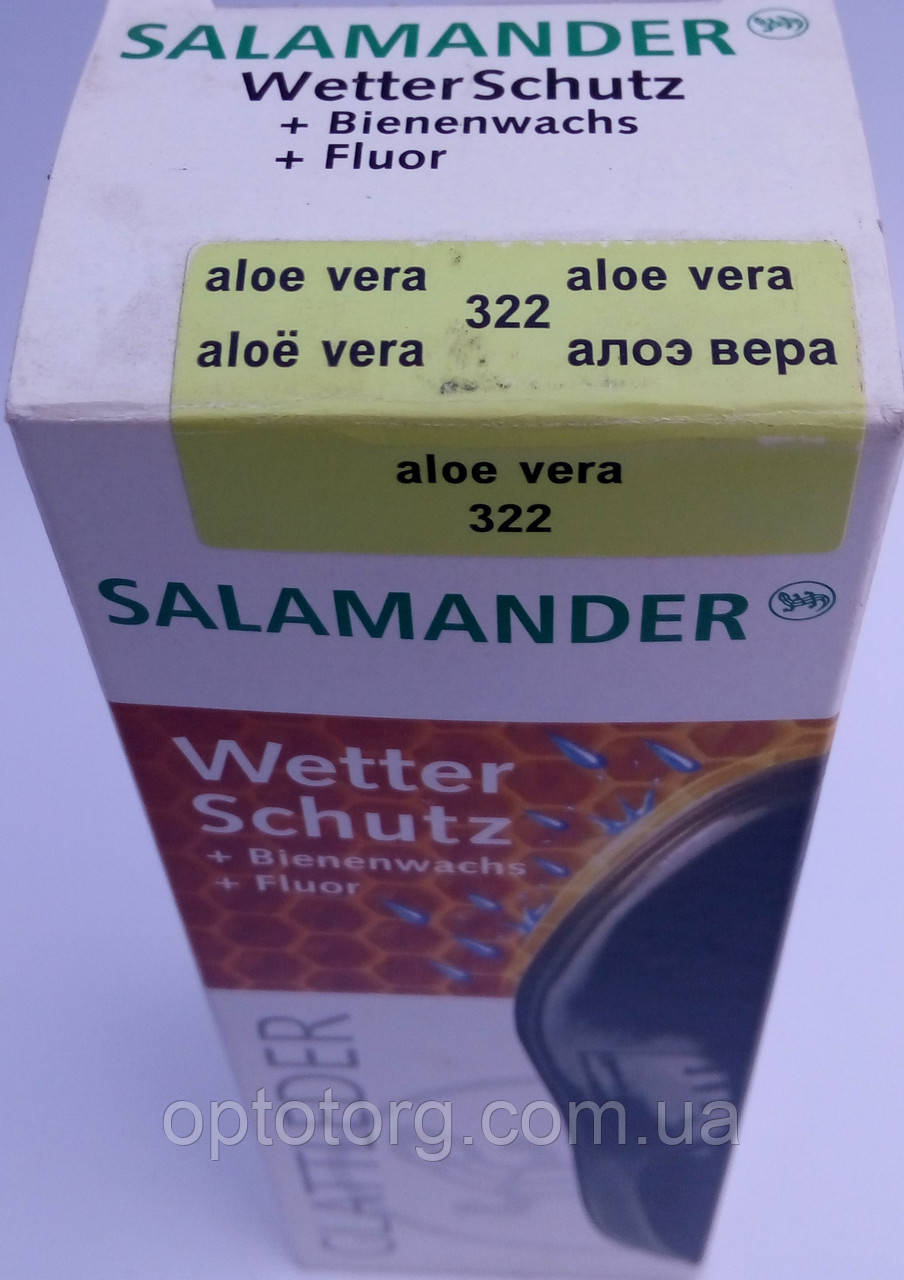 SALAMANDER
WetterSchutz
+ Bienenwachs
+ Fluor
aloe vera aloe vera
322
aloë vera алоэ вера
aloe vera
322
SALAMANDER
Wetter
Schutz
+ Bienenwachs
+ Fluor
optotorg.com.ua